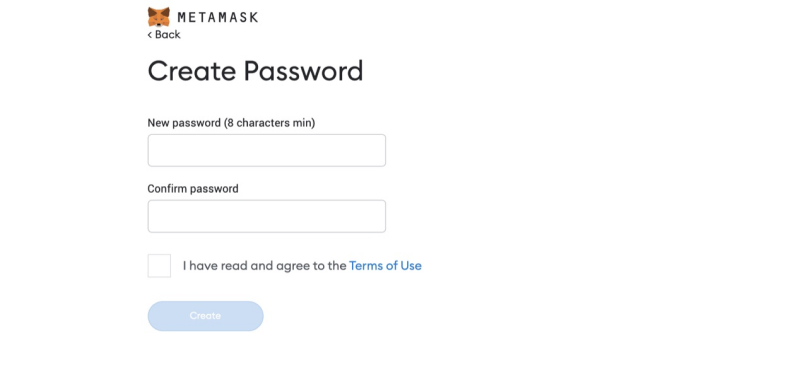 METAMASK
< Back
Create Password
New password (8 characters min)
Confirm password
I have read and agree to the Terms of Use
Create